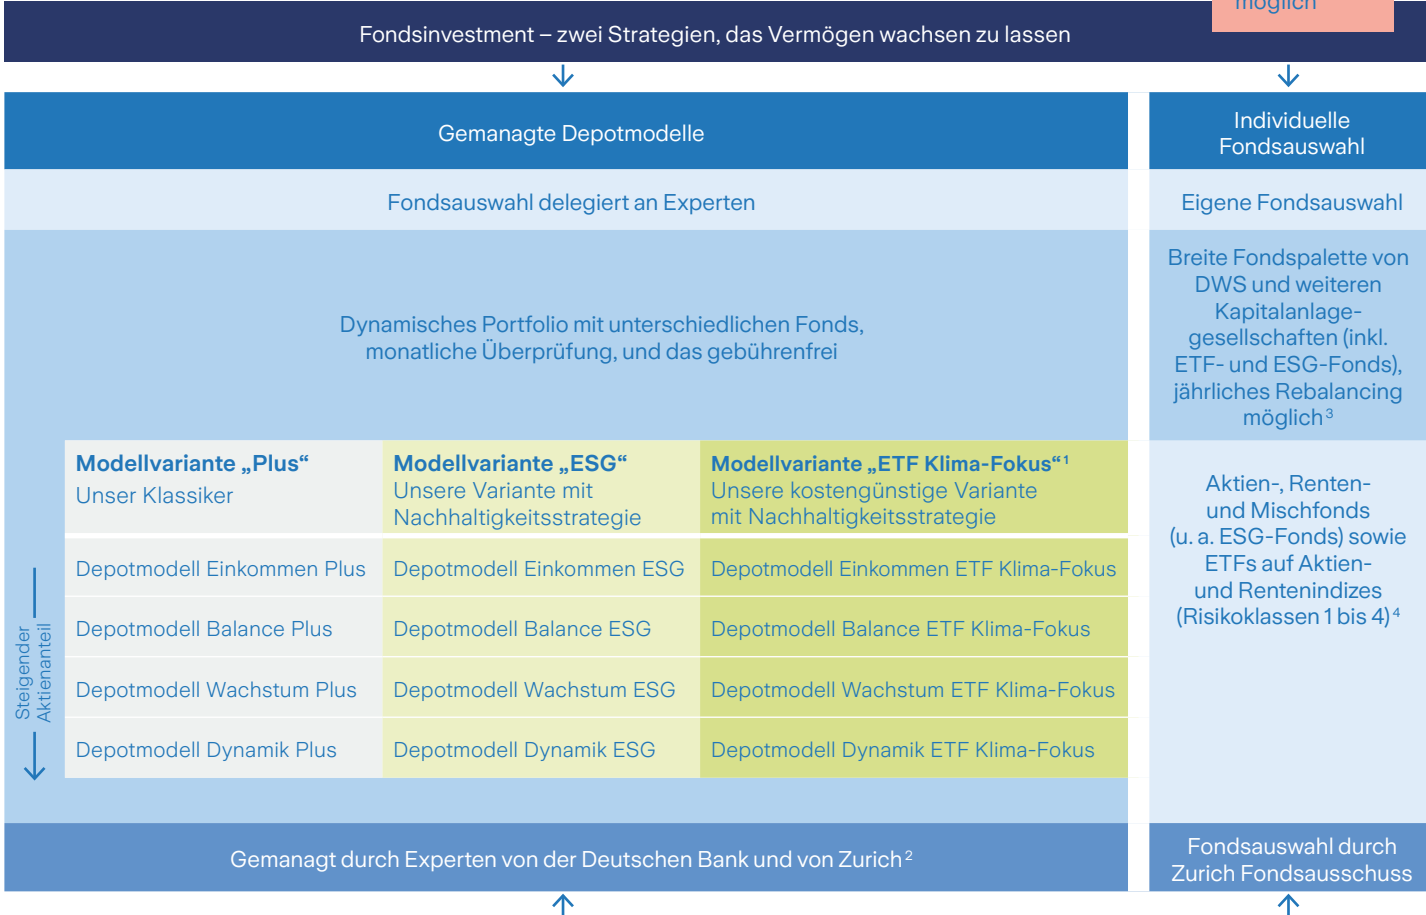 möglich
Fondsinvestment – zwei Strategien, das Vermögen wachsen zu lassen
Gemanagte Depotmodelle
Fondsauswahl delegiert an Experten
Dynamisches Portfolio mit unterschiedlichen Fonds,
monatliche Überprüfung, und das gebührenfrei
Modellvariante „Plus“
Unser Klassiker
Modellvariante „ESG“
Unsere Variante mit
Nachhaltigkeitsstrategie
Modellvariante „ETF Klima-Fokus“¹
Unsere kostengünstige Variante
mit Nachhaltigkeitsstrategie
Steigender
Aktienanteil
Depotmodell Einkommen Plus
Depotmodell Einkommen ESG
Depotmodell Einkommen ETF Klima-Fokus
Depotmodell Balance Plus
Depotmodell Balance ESG
Depotmodell Balance ETF Klima-Fokus
Depotmodell Wachstum Plus
Depotmodell Wachstum ESG
Depotmodell Wachstum ETF Klima-Fokus
Depotmodell Dynamik Plus
Depotmodell Dynamik ESG
Depotmodell Dynamik ETF Klima-Fokus
Gemanagt durch Experten von der Deutschen Bank und von Zurich²
Individuelle
Fondsauswahl
Eigene Fondsauswahl
Breite Fondspalette von
DWS und weiteren
Kapitalanlage-
gesellschaften (inkl.
ETF- und ESG-Fonds),
jährliches Rebalancing
möglich³
Aktien-, Renten-
und Mischfonds
(u. a. ESG-Fonds) sowie
ETFs auf Aktien-
und Rentenindizes
(Risikoklassen 1 bis 4)⁴
Fondsauswahl durch
Zurich Fondsausschuss